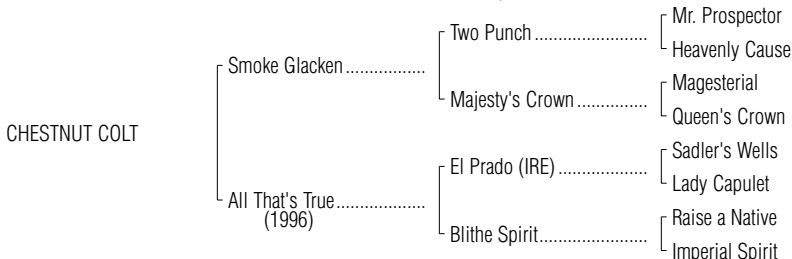 Mr. Prospector
Two Punch
Heavenly Cause
Smoke Glacken
Magesterial
Majesty's Crown
Queen's Crown
CHESTNUT COLT
Sadler's Wells
El Prado (IRE)
Lady Capulet
All That's True
(1996)
Raise a Native
Blithe Spirit
Imperial Spirit